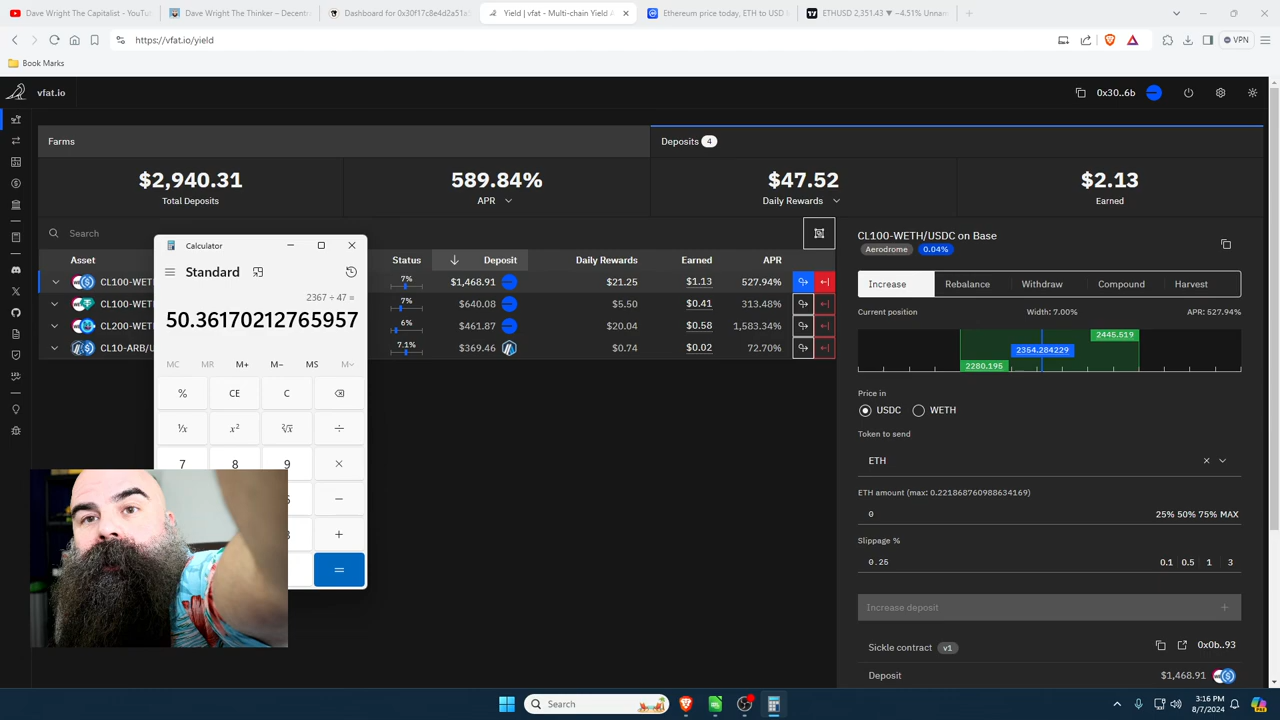 Dave Wright The Capitalist - YouTu
Dave Wright The Thinker – Decentr
Dashboard for 0x30f17c8e4d2a51a5
Yield | vfat - Multi-chain Yield A
Ethereum price today, ETH to USD
ETHUSD 2,351.43 ▼ −4.51% Unnam
https://vfat.io/yield
VPN
Book Marks
vfat.io
0x30..6b
Farms
Deposits 4
$2,940.31
589.84%
$47.52
$2.13
Total Deposits
APR
Daily Rewards
Earned
Search
CL100-WETH/USDC on Base
Aerodrome 0.04%
Asset
Status
Deposit
Daily Rewards
Earned
APR
CL100-WET
7%
$1,468.91
$21.25
$1.13
527.94%
CL100-WET
7%
$640.08
$5.50
$0.41
313.48%
CL200-WET
6%
$461.87
$20.04
$0.58
1,583.34%
CL10-ARB/U
7.1%
$369.46
$0.74
$0.02
72.70%
Calculator
Standard
2367 ÷ 47 =
50.36170212765957
MC MR M+ M− MS M˅
% CE C
¹/x x² ²√x ÷
7 8 9 ×
−
+
=
Increase
Rebalance
Withdraw
Compound
Harvest
Current position
Width: 7.00%
APR: 527.94%
2445.519
2354.284229
2280.195
Price in
USDC
WETH
Token to send
ETH
ETH amount (max: 0.221868760988634169)
0
25% 50% 75% MAX
Slippage %
0.25
0.1 0.5 1 3
Increase deposit +
Sickle contract v1
0x0b..93
Deposit
$1,468.91
Search
3:16 PM
8/7/2024